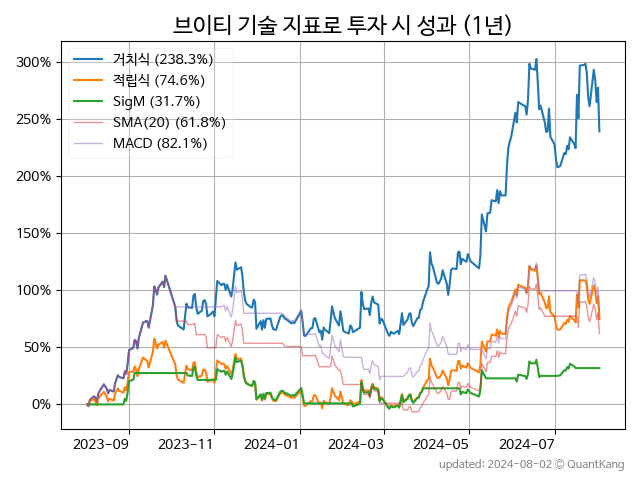 브이티 기술 지표로 투자 시 성과 (1년)
거치식 (238.3%)
적립식 (74.6%)
SigM (31.7%)
SMA(20) (61.8%)
MACD (82.1%)
300%
250%
200%
150%
100%
50%
0%
2023-09 2023-11 2024-01 2024-03 2024-05 2024-07
updated: 2024-08-02 © QuantKang